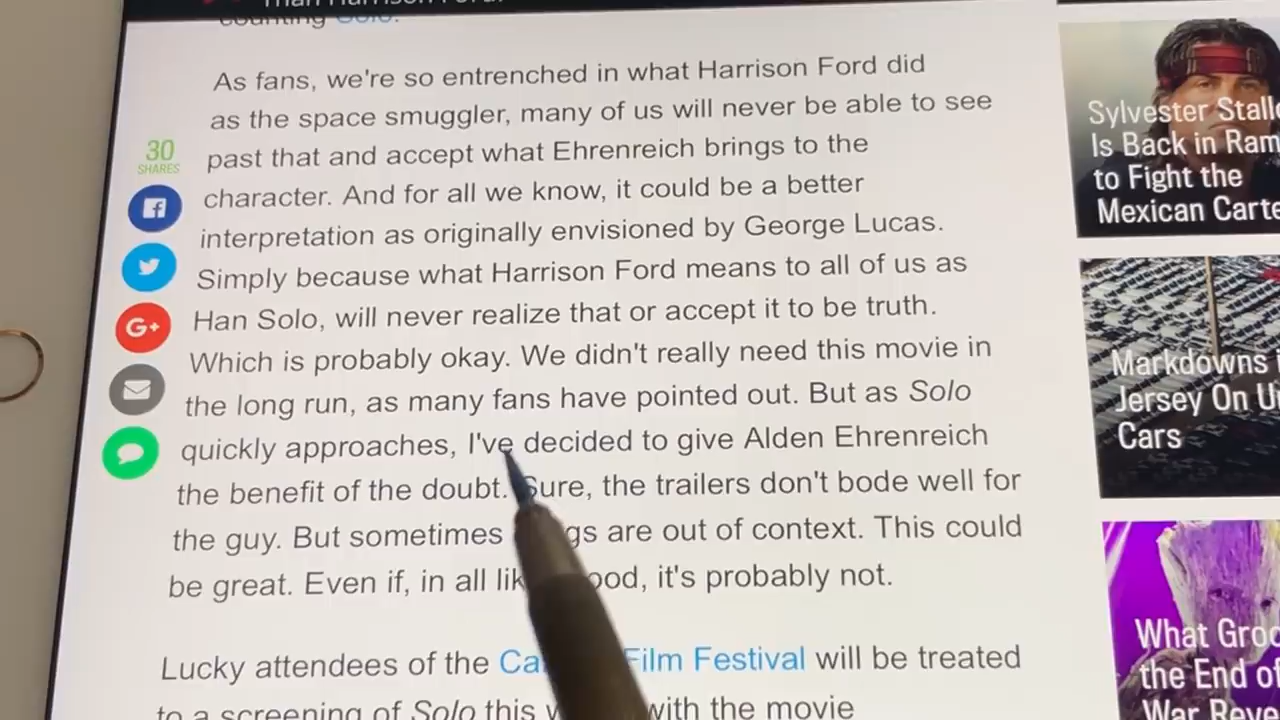 counting Solo.
As fans, we're so entrenched in what Harrison Ford did
as the space smuggler, many of us will never be able to see
past that and accept what Ehrenreich brings to the
character. And for all we know, it could be a better
interpretation as originally envisioned by George Lucas.
Simply because what Harrison Ford means to all of us as
Han Solo, will never realize that or accept it to be truth.
Which is probably okay. We didn't really need this movie in
the long run, as many fans have pointed out. But as Solo
quickly approaches, I've decided to give Alden Ehrenreich
the benefit of the doubt. Sure, the trailers don't bode well for
the guy. But sometimes gs are out of context. This could
be great. Even if, in all lik ood, it's probably not.
Lucky attendees of the Ca Film Festival will be treated
to a screening of Solo this with the movie
30
SHARES
G+
Sylvester Stall
Is Back in Ram
to Fight the
Mexican Carte
Markdowns i
Jersey On U
Cars
What Groo
the End of
War Reve